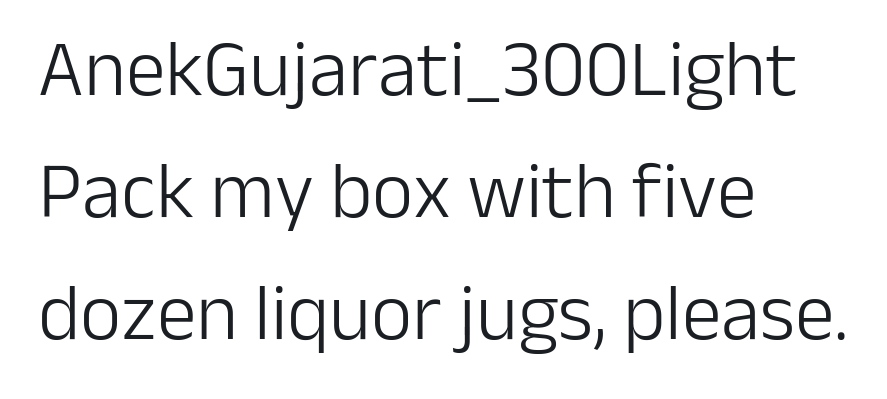 AnekGujarati_300Light
Pack my box with five
dozen liquor jugs, please.